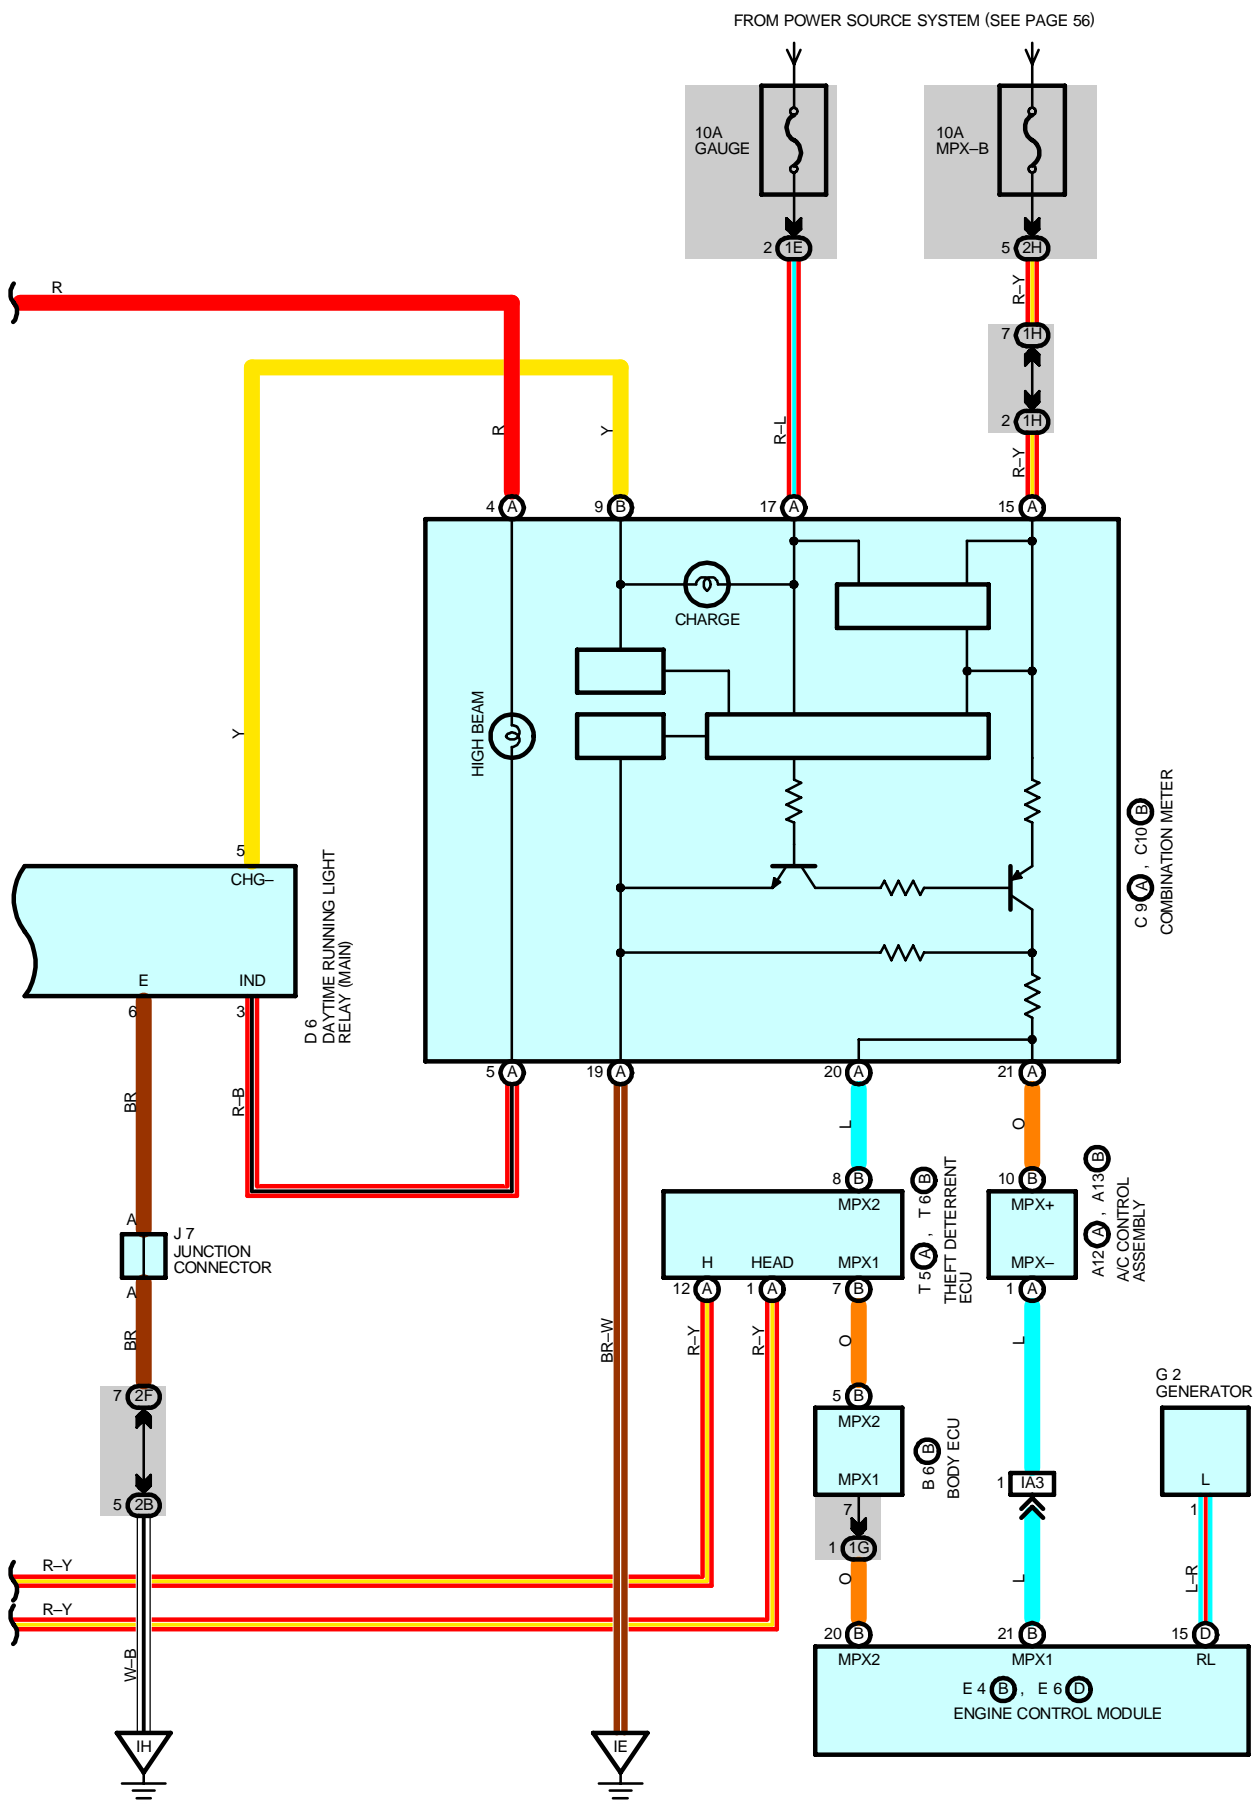 FROM POWER SOURCE SYSTEM (SEE PAGE 56)
10A
GAUGE
10A
MPX–B
2 1E
5 2H
R
R–Y
7 1H
2 1H
R
Y
R–L
R–Y
4 A
9 B
17 A
15 A
CHARGE
HIGH BEAM
Y
C 9 A , C10 B
COMBINATION METER
5
CHG–
E
IND
6
3
D 6
DAYTIME RUNNING LIGHT
RELAY (MAIN)
5 A
19 A
20 A
21 A
BR
R–B
L
O
8 B
10 B
MPX2
MPX+
T 5 A , T 6 B
THEFT DETERRENT
ECU
A12 A , A13 B
A/C CONTROL
ASSEMBLY
A
J 7
JUNCTION
CONNECTOR
A
H
HEAD
MPX1
MPX–
12 A
1 A
7 B
1 A
BR
BR–W
R–Y
R–Y
O
L
7 2F
5 B
MPX2
MPX1
B 6 B
BODY ECU
G 2
GENERATOR
L
1
1 IA3
5 2B
7
1 1G
R–Y
R–Y
O
L
L–R
W–B
20 B
21 B
15 D
MPX2
MPX1
RL
E 4 B , E 6 D
ENGINE CONTROL MODULE
IH
IE